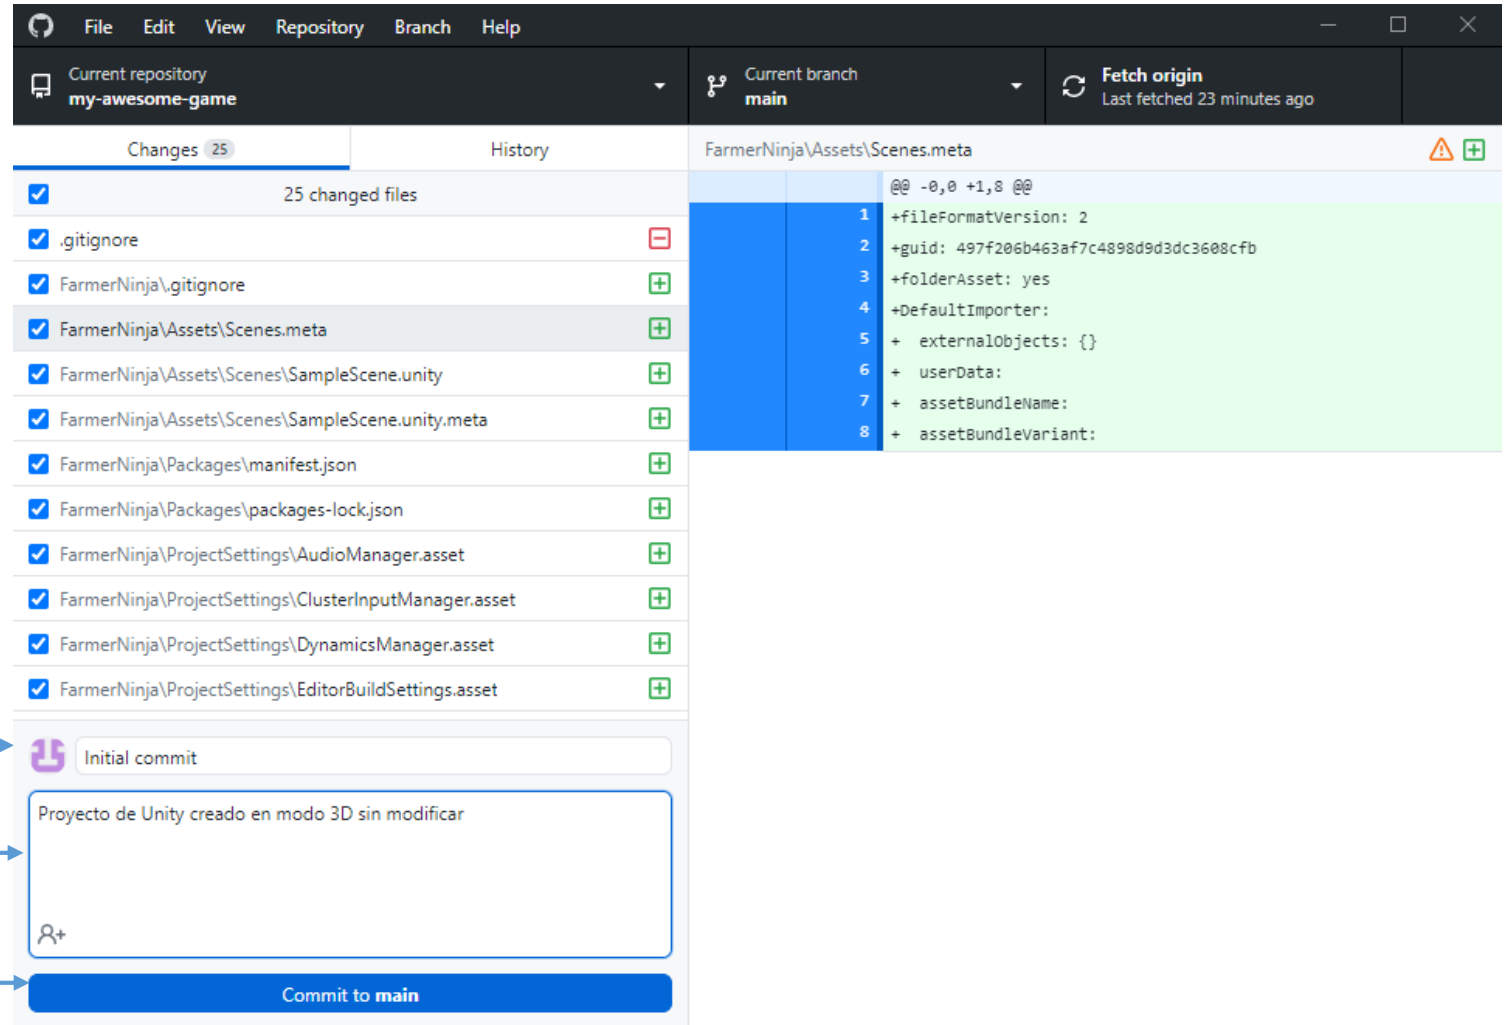 File Edit View Repository Branch Help
Current repository
my-awesome-game
Current branch
main
Fetch origin
Last fetched 23 minutes ago
Changes 25
History
25 changed files
.gitignore
FarmerNinja\.gitignore
FarmerNinja\Assets\Scenes.meta
FarmerNinja\Assets\Scenes\SampleScene.unity
FarmerNinja\Assets\Scenes\SampleScene.unity.meta
FarmerNinja\Packages\manifest.json
FarmerNinja\Packages\packages-lock.json
FarmerNinja\ProjectSettings\AudioManager.asset
FarmerNinja\ProjectSettings\ClusterInputManager.asset
FarmerNinja\ProjectSettings\DynamicsManager.asset
FarmerNinja\ProjectSettings\EditorBuildSettings.asset
Initial commit
Proyecto de Unity creado en modo 3D sin modificar
Commit to main
FarmerNinja\Assets\Scenes.meta
@@ -0,0 +1,8 @@
1 +fileFormatVersion: 2
2 +guid: 497f206b463af7c4898d9d3dc3608cfb
3 +folderAsset: yes
4 +DefaultImporter:
5 +  externalObjects: {}
6 +  userData:
7 +  assetBundleName:
8 +  assetBundleVariant: